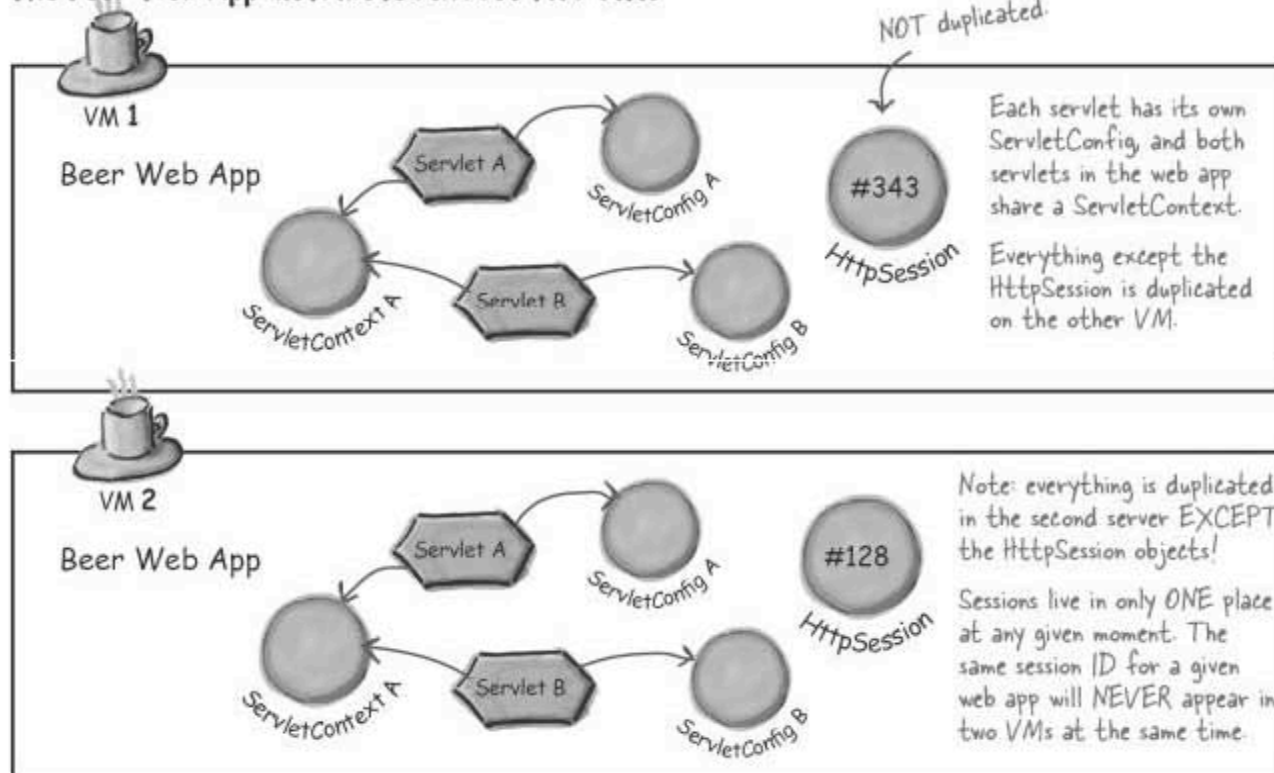 NOT duplicated.
VM 1
Beer Web App
Servlet A
ServletConfig A
ServletContext A
Servlet B
ServletConfig B
#343
HttpSession
Each servlet has its own
ServletConfig, and both
servlets in the web app
share a ServletContext.
Everything except the
HttpSession is duplicated
on the other VM.
VM 2
Beer Web App
Servlet A
ServletConfig A
ServletContext A
Servlet B
ServletConfig B
#128
HttpSession
Note: everything is duplicated
in the second server EXCEPT
the HttpSession objects!
Sessions live in only ONE place
at any given moment. The
same session ID for a given
web app will NEVER appear in
two VMs at the same time.